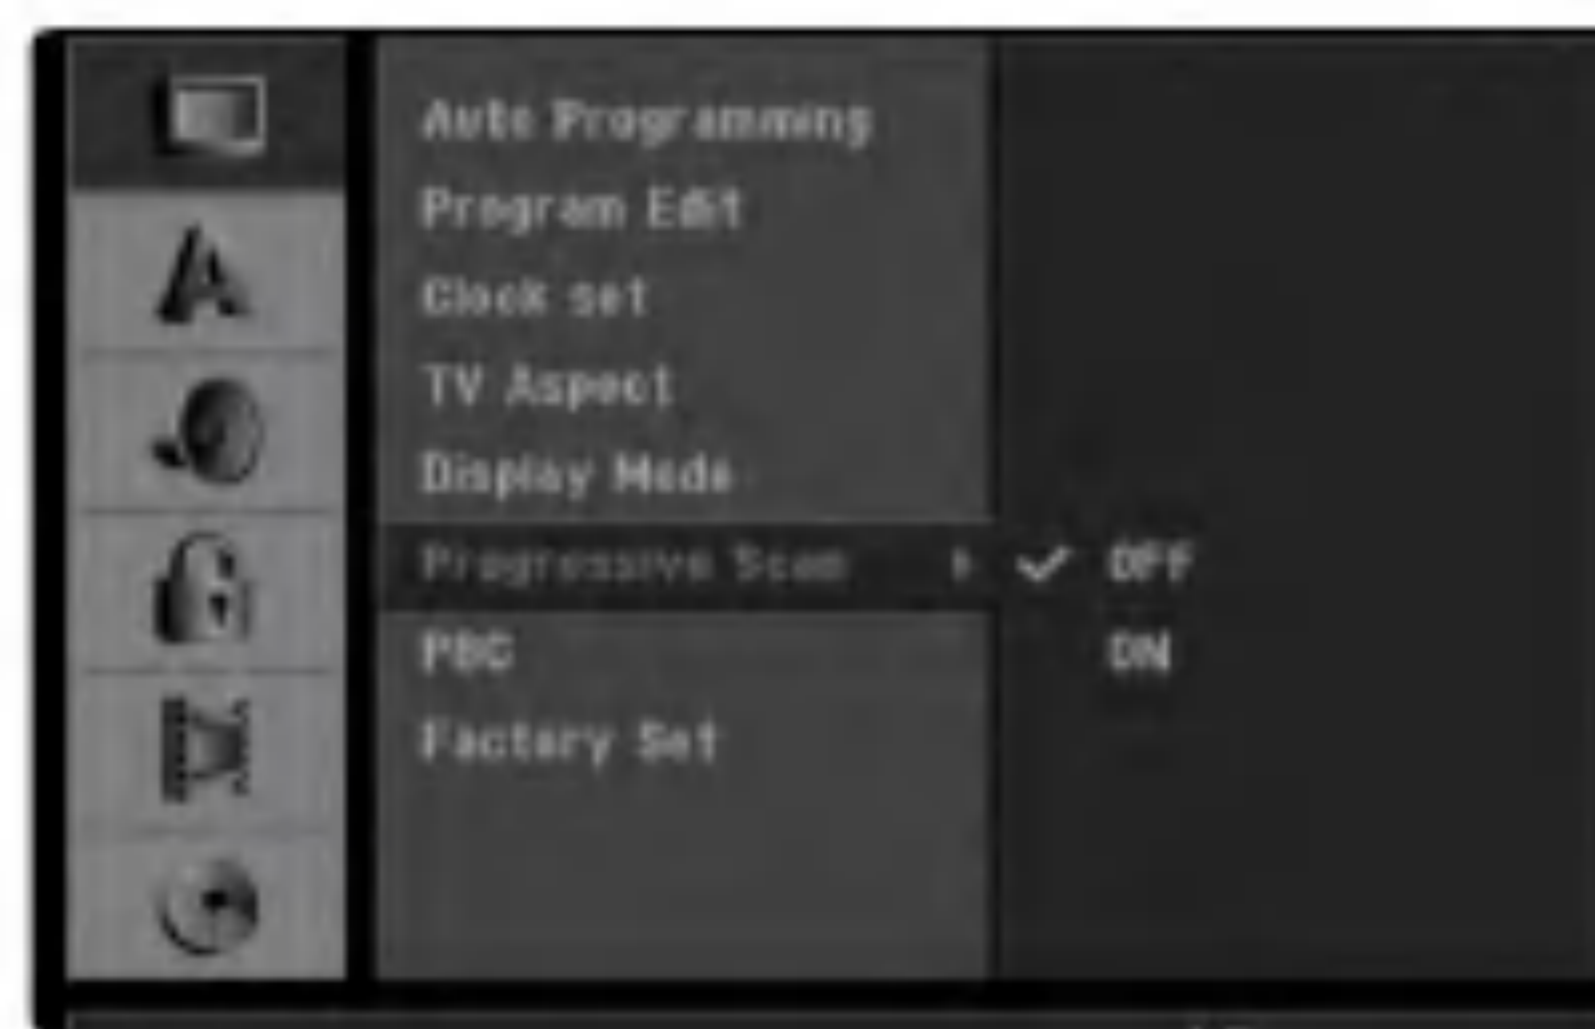 Auto Programming
Program Edit
Clock set
TV Aspect
Display Mode
Progressive Scan
OFF
ON
PBC
Factory Set